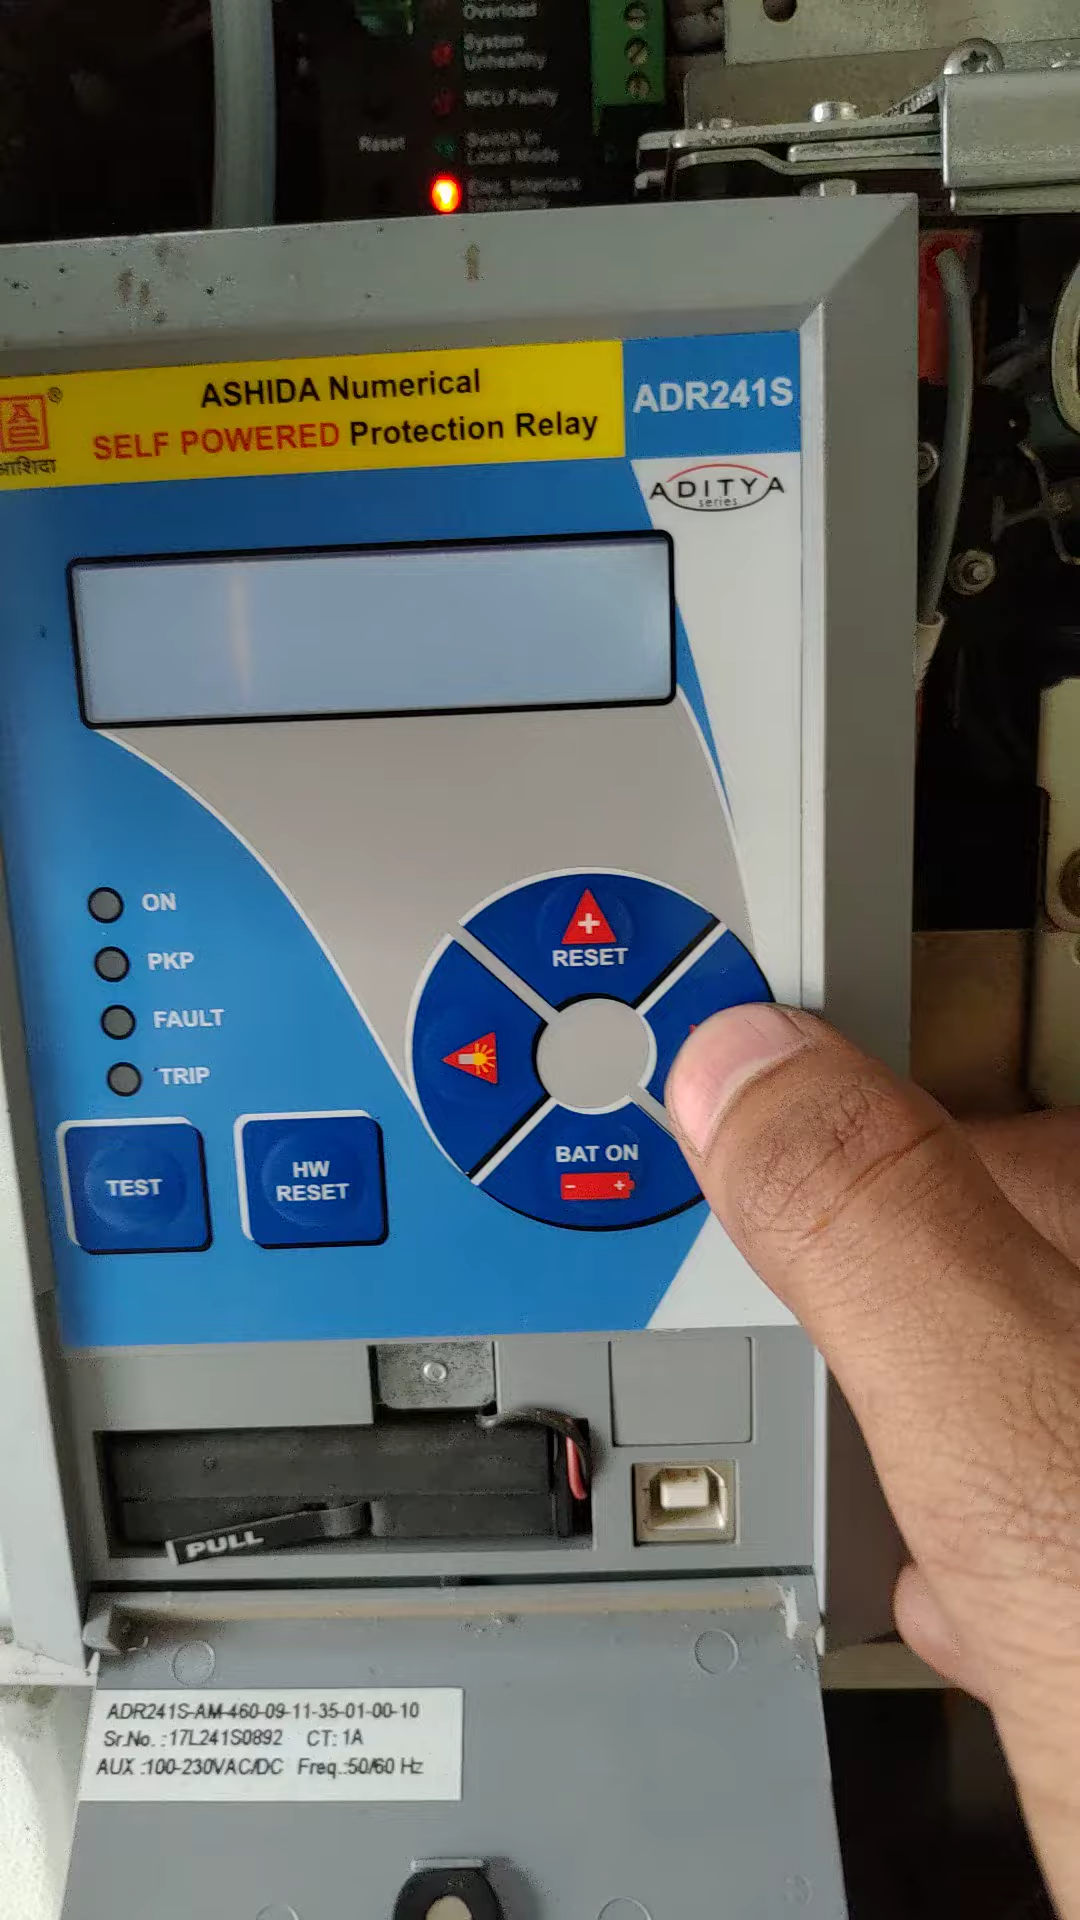 Overload
System
Unhealthy
MCU Faulty
Reset
Switch in
Local Mode
Interlock
ASHIDA Numerical
SELF POWERED Protection Relay
ADR241S
आशिदा
ADITYA
series
ON
PKP
FAULT
TRIP
RESET
BAT ON
TEST
HW
RESET
PULL
ADR241S-AM-460-09-11-35-01-00-10
Sr.No. :17L241S0892 CT: 1A
AUX :100-230VAC/DC Freq.:50/60 Hz